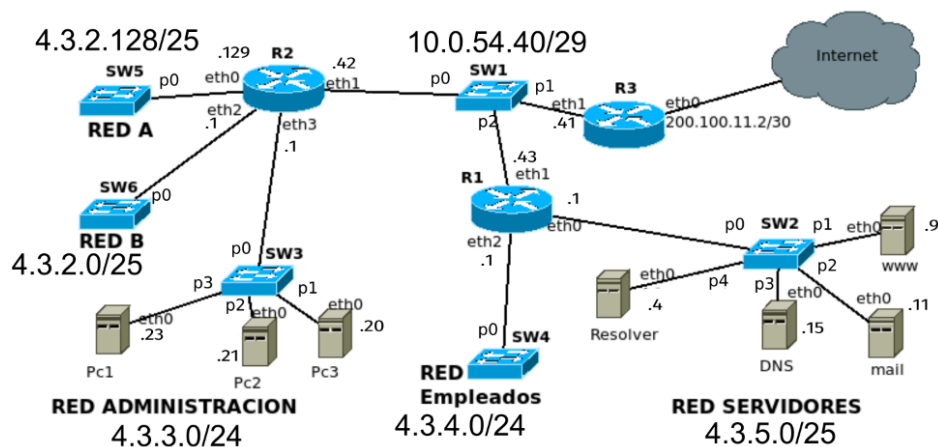 4.3.2.128/25
10.0.54.40/29
Internet
R2
.129
.42
SW5
p0
eth0
eth1
p0
SW1
p1
RED A
eth2
.1
eth3
.1
p2
eth1
.41
R3
eth0
200.100.11.2/30
SW6
p0
RED B
4.3.2.0/25
.43
eth1
R1
.1
eth0
eth2
.1
p0
SW2
p1
eth0
.9
www
p0
SW3
p3
p2
p1
eth0
.23
Pc1
eth0
.21
Pc2
eth0
.20
Pc3
p4
p3
p2
eth0
.4
Resolver
eth0
.15
DNS
eth0
.11
mail
p0
SW4
RED
Empleados
4.3.4.0/24
RED ADMINISTRACION
4.3.3.0/24
RED SERVIDORES
4.3.5.0/25